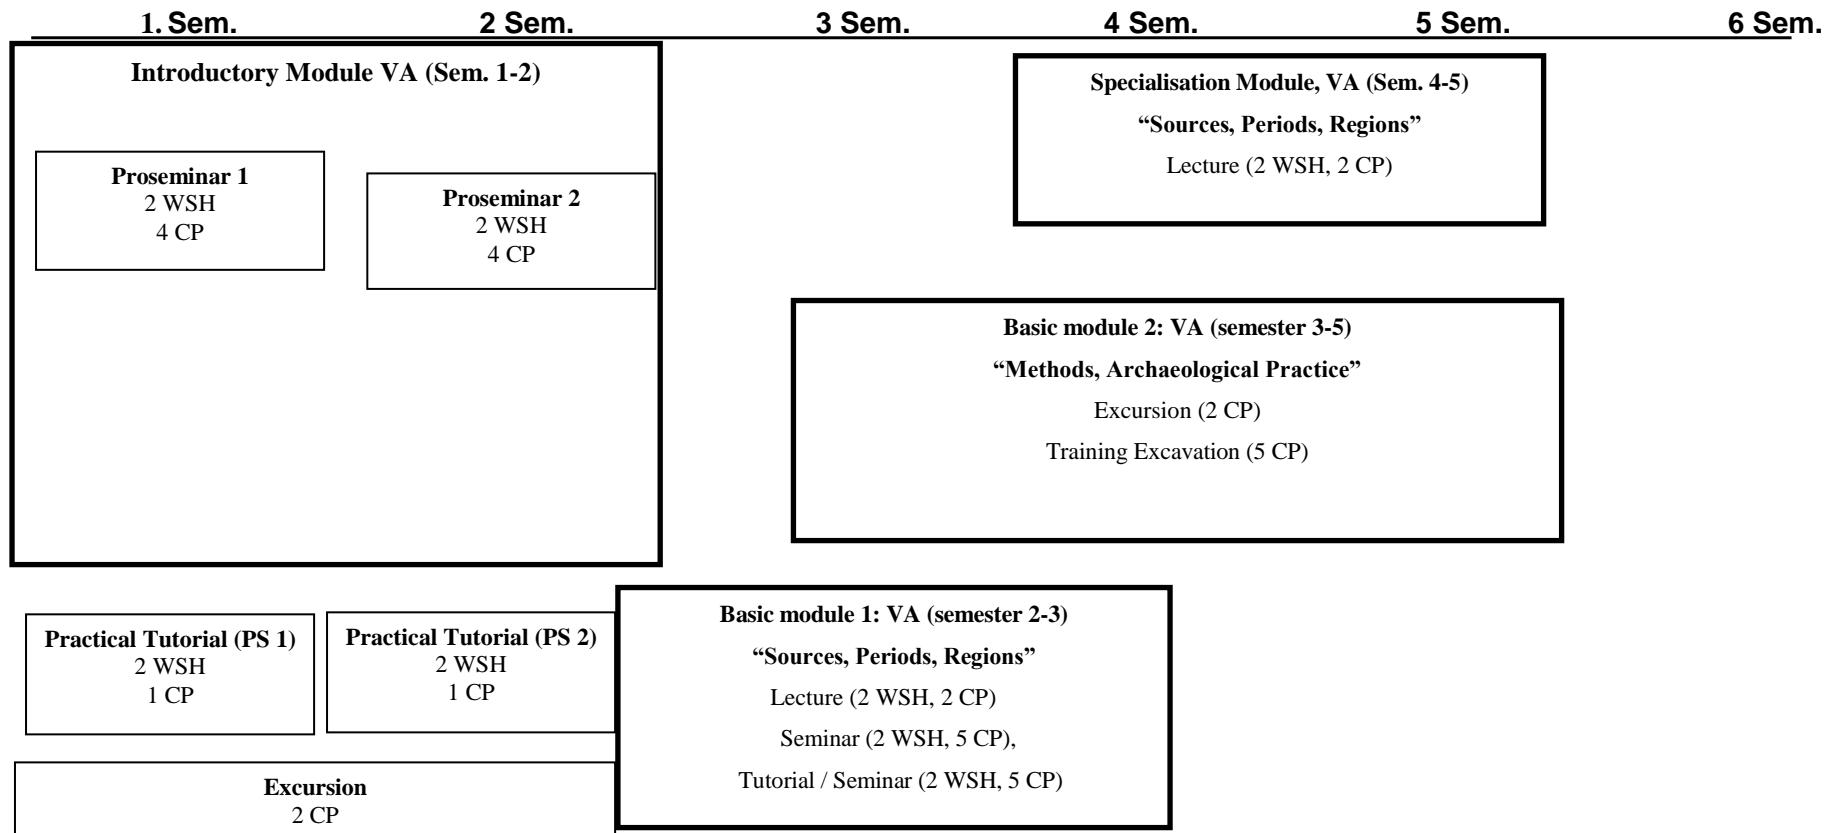 1. Sem. 2 Sem. 3 Sem. 4 Sem. 5 Sem. 6 Sem.
Introductory Module VA (Sem. 1-2)
Proseminar 1
2 WSH
4 CP
Proseminar 2
2 WSH
4 CP
Specialisation Module, VA (Sem. 4-5)
“Sources, Periods, Regions”
Lecture (2 WSH, 2 CP)
Basic module 2: VA (semester 3-5)
“Methods, Archaeological Practice”
Excursion (2 CP)
Training Excavation (5 CP)
Practical Tutorial (PS 1)
2 WSH
1 CP
Practical Tutorial (PS 2)
2 WSH
1 CP
Basic module 1: VA (semester 2-3)
“Sources, Periods, Regions”
Lecture (2 WSH, 2 CP)
Seminar (2 WSH, 5 CP),
Tutorial / Seminar (2 WSH, 5 CP)
Excursion
2 CP